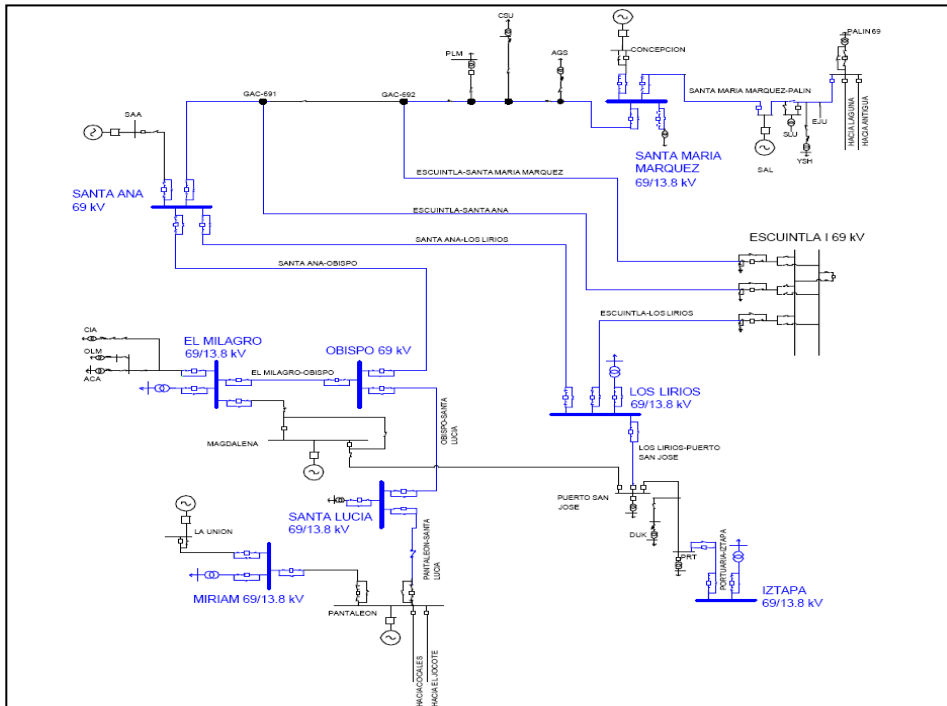 CSU
PALIN 69
CONCEPCION
PLM
AGS
GAC-691
GAC-692
SANTA MARIA MARQUEZ-PALIN
SAA
SLU
EJU
YSH
SAL
HACIA LAGUNA
HACIA ANTIGUA
SANTA MARIA
MARQUEZ
69/13.8 kV
ESCUINTLA-SANTA MARIA MARQUEZ
SANTA ANA
69 kV
ESCUINTLA-SANTA ANA
ESCUINTLA I 69 kV
SANTA ANA-LOS LIRIOS
SANTA ANA-OBISPO
ESCUINTLA-LOS LIRIOS
CIA
OLM
ACA
EL MILAGRO
69/13.8 kV
OBISPO 69 kV
EL MILAGRO-OBISPO
LOS LIRIOS
69/13.8 kV
OBISPO-SANTA
LUCIA
MAGDALENA
LOS LIRIOS-PUERTO
SAN JOSE
PUERTO SAN
JOSE
SANTA LUCIA
69/13.8 kV
DUK
PRT
LA UNION
PANTALEON-SANTA
LUCIA
PORTUARIA-IZTAPA
MIRIAM 69/13.8 kV
IZTAPA
69/13.8 kV
PANTALEON
HACIA COCALES
HACIA EL JOCOTE